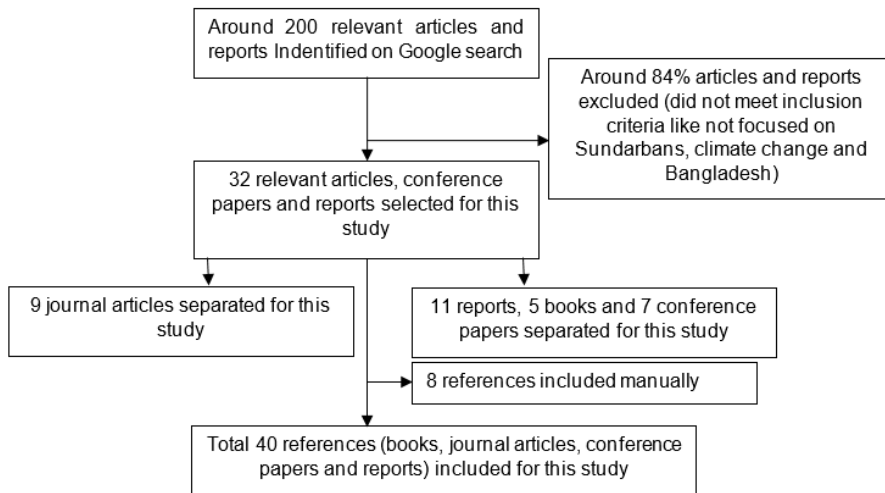 Around 200 relevant articles and
reports Indentified on Google search
Around 84% articles and reports
excluded (did not meet inclusion
criteria like not focused on
Sundarbans, climate change and
Bangladesh)
32 relevant articles, conference
papers and reports selected for this
study
9 journal articles separated for this
study
11 reports, 5 books and 7 conference
papers separated for this study
8 references included manually
Total 40 references (books, journal articles, conference
papers and reports) included for this study